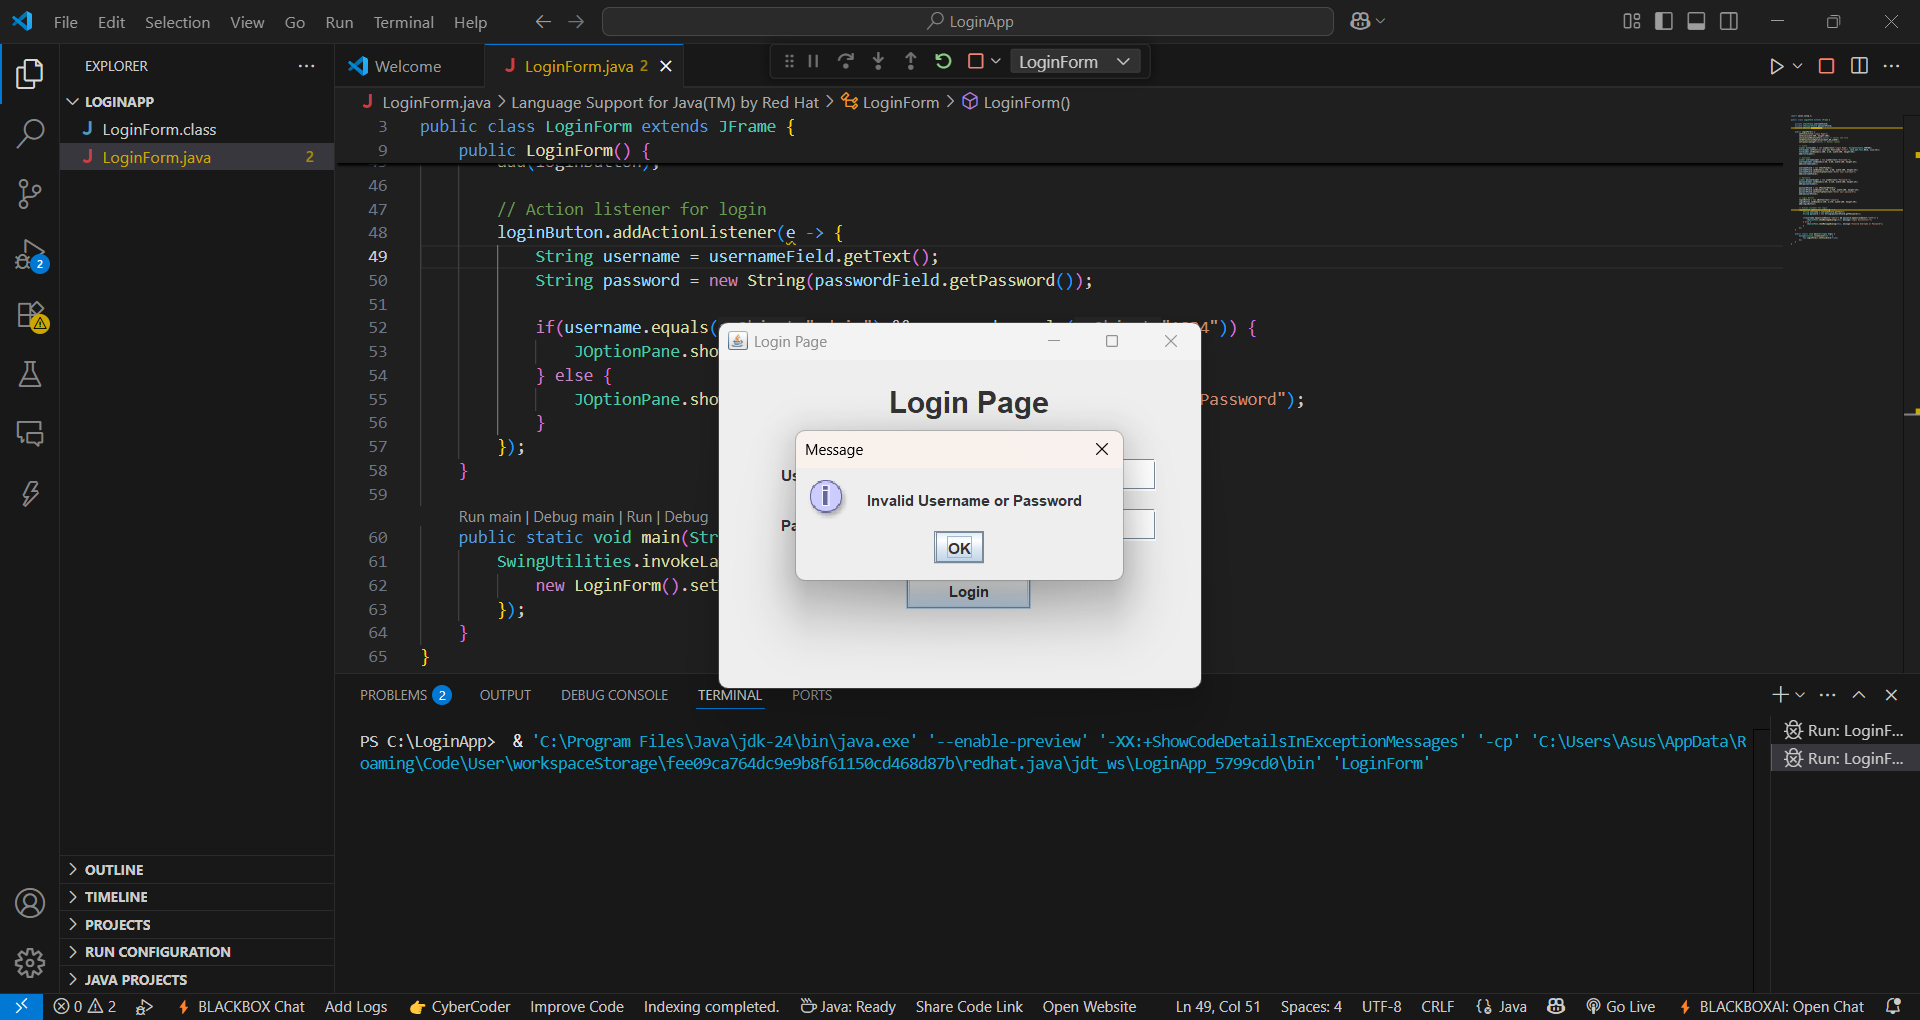 File Edit Selection View Go Run Terminal Help
LoginApp
EXPLORER
LOGINAPP
LoginForm.class
LoginForm.java 2
Welcome
LoginForm.java 2
LoginForm
LoginForm.java > Language Support for Java(TM) by Red Hat > LoginForm > LoginForm()
3 public class LoginForm extends JFrame {
9 public LoginForm() {
46
47 // Action listener for login
48 loginButton.addActionListener(e -> {
49 String username = usernameField.getText();
50 String password = new String(passwordField.getPassword());
51
52 if(username.equals( ")) {
53 JOptionPane.sho
54 } else {
55 JOptionPane.sho Password");
56 }
57 });
58 }
59
Run main | Debug main | Run | Debug
60 public static void main(Str
61 SwingUtilities.invokeLa
62 new LoginForm().set
63 });
64 }
65 }
Login Page
Login Page
Us
Pa
Message
Invalid Username or Password
OK
Login
PROBLEMS 2 OUTPUT DEBUG CONSOLE TERMINAL PORTS
PS C:\LoginApp> & 'C:\Program Files\Java\jdk-24\bin\java.exe' '--enable-preview' '-XX:+ShowCodeDetailsInExceptionMessages' '-cp' 'C:\Users\Asus\AppData\R
oaming\Code\User\workspaceStorage\fee09ca764dc9e9b8f61150cd468d87b\redhat.java\jdt_ws\LoginApp_5799cd0\bin' 'LoginForm'
Run: LoginF...
Run: LoginF...
2
OUTLINE
TIMELINE
PROJECTS
RUN CONFIGURATION
JAVA PROJECTS
0 2 BLACKBOX Chat Add Logs CyberCoder Improve Code Indexing completed. Java: Ready Share Code Link Open Website Ln 49, Col 51 Spaces: 4 UTF-8 CRLF Java Go Live BLACKBOXAI: Open Chat